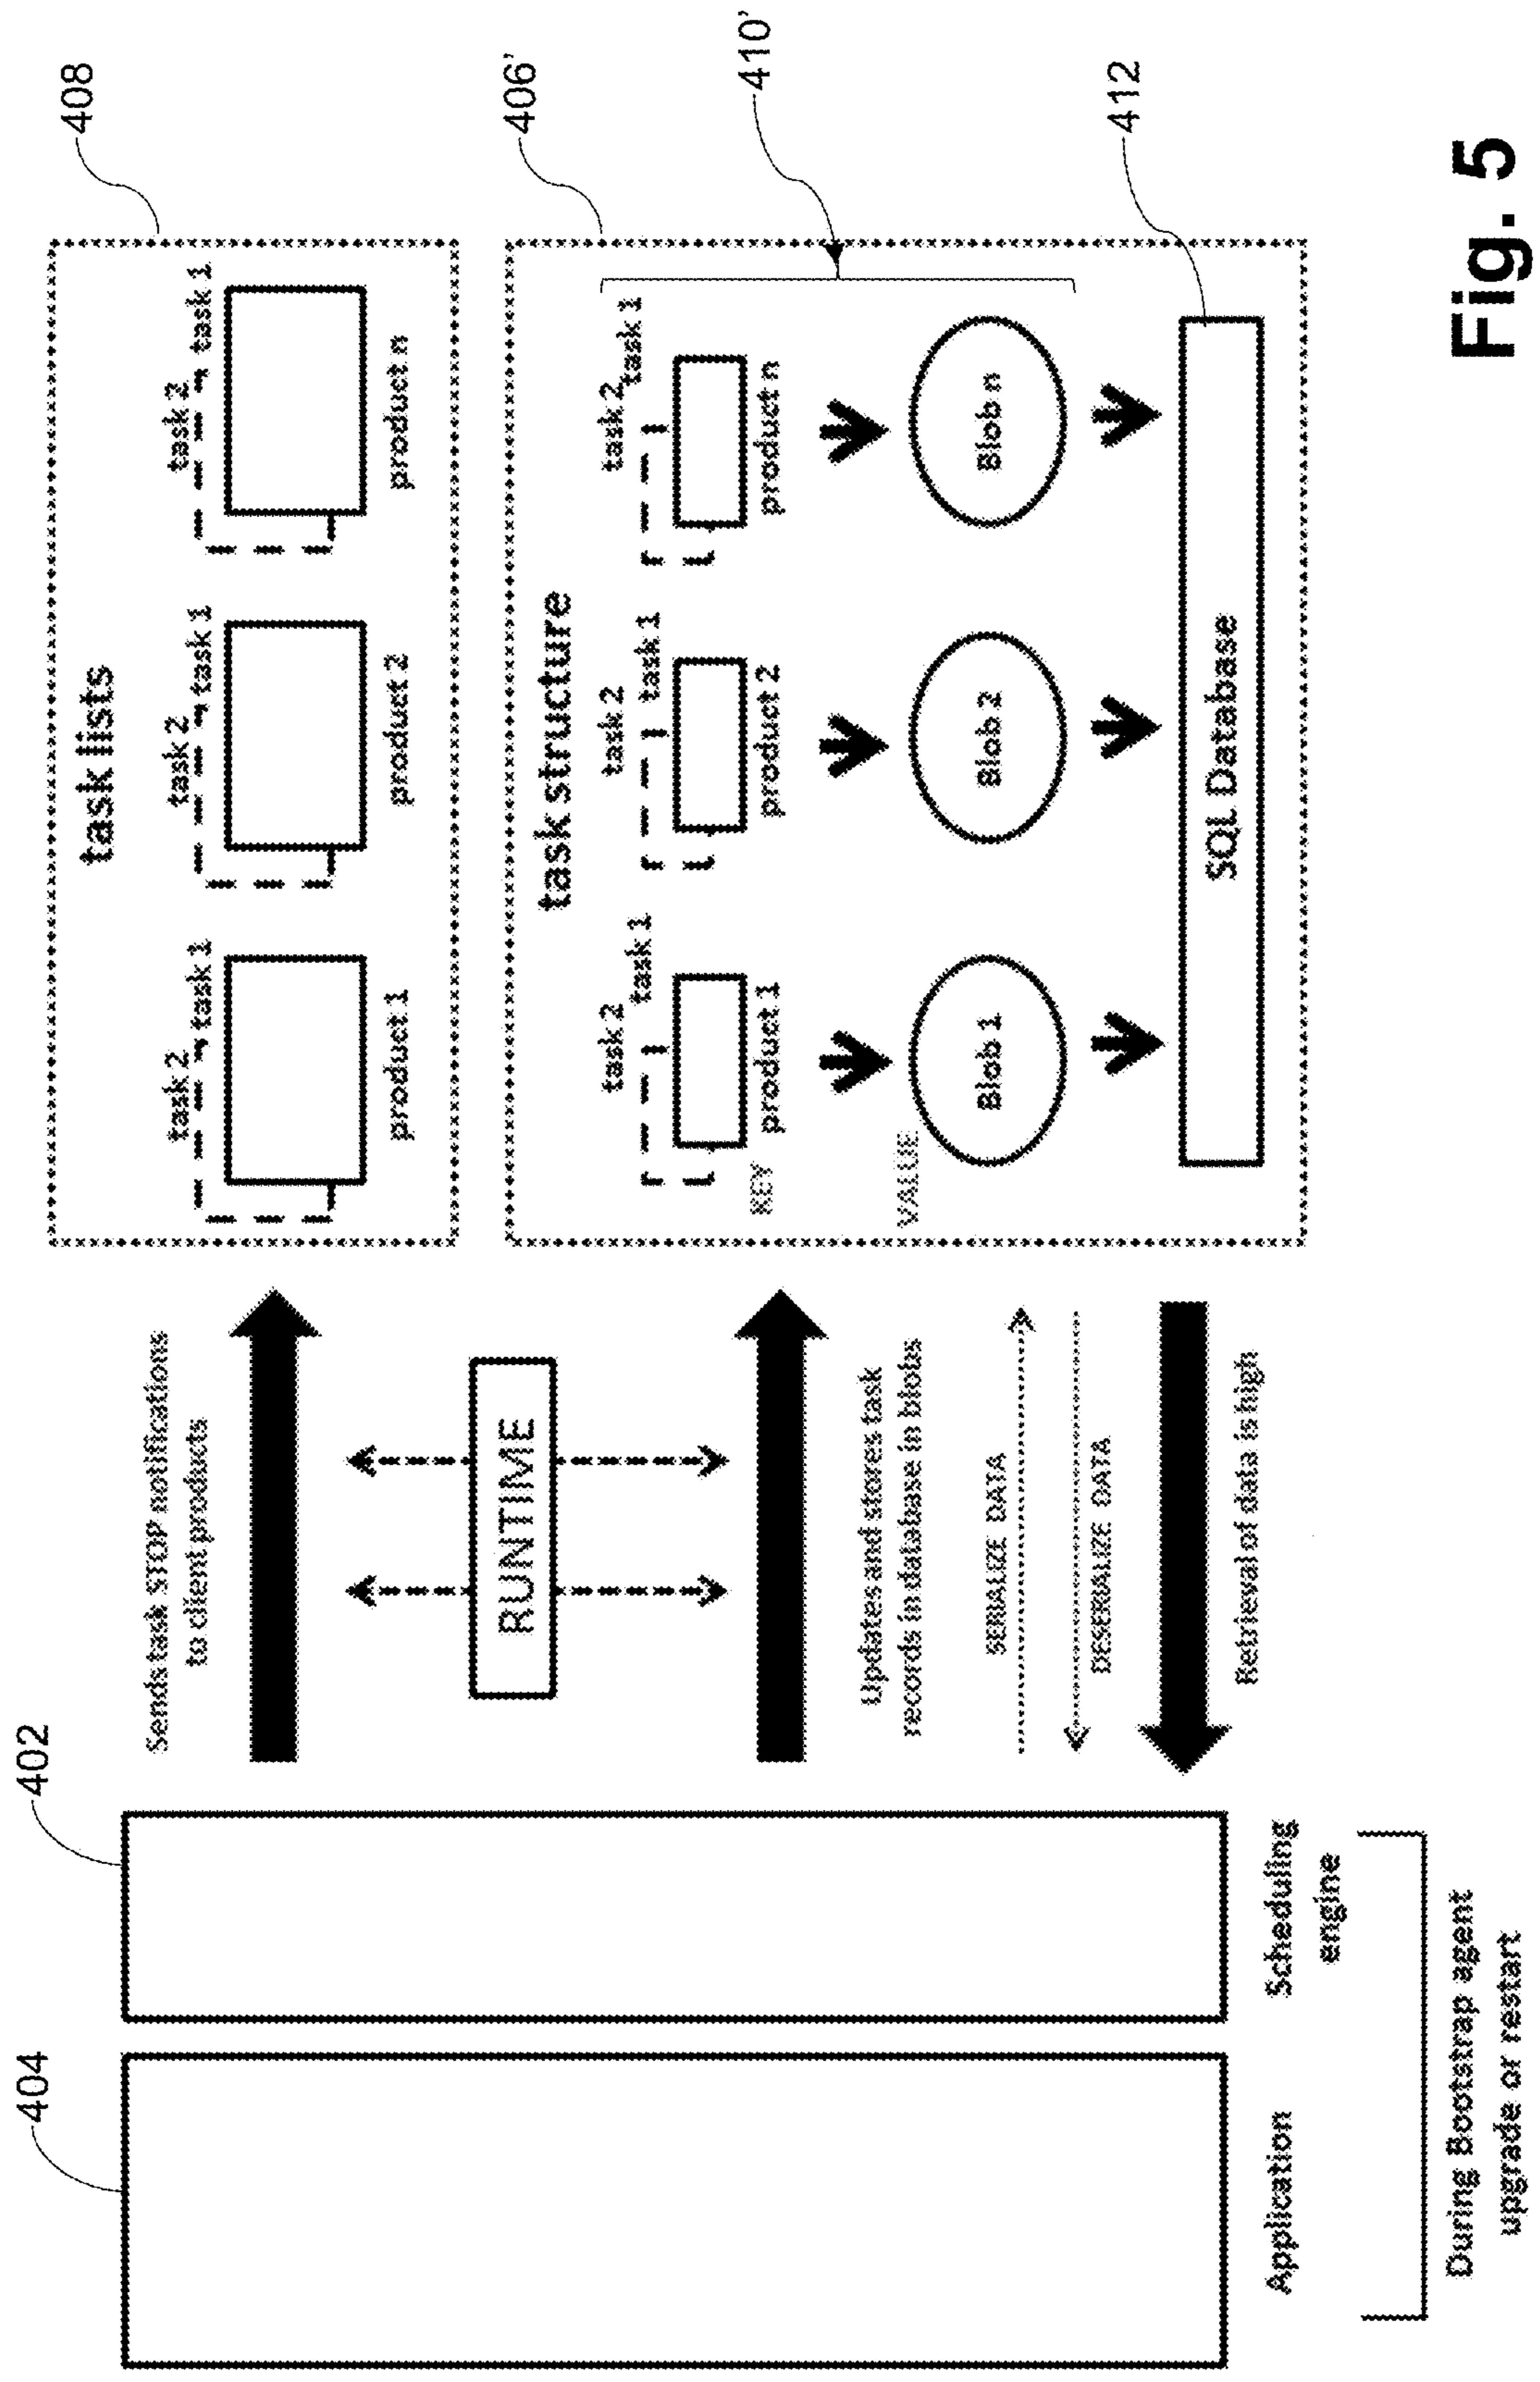 404
402
408
Sends task STOP notifications
to client products
task lists
task 2
task 1
product 1
task 2
task 1
product 2
task 2
task 1
product n
RUNTIME
406'
task structure
task 2
task 1
product 1
task 2
task 1
product 2
task 2
task 1
product n
KEY
410'
Updates and stores task
records in database in blobs
VALUE
Blob 1
Blob 2
Blob n
SERIALIZE DATA
DESERIALIZE DATA
412
SQL Database
Retrieval of data is high
Application
Scheduling
engine
During Bootstrap agent
upgrade or restart
Fig. 5